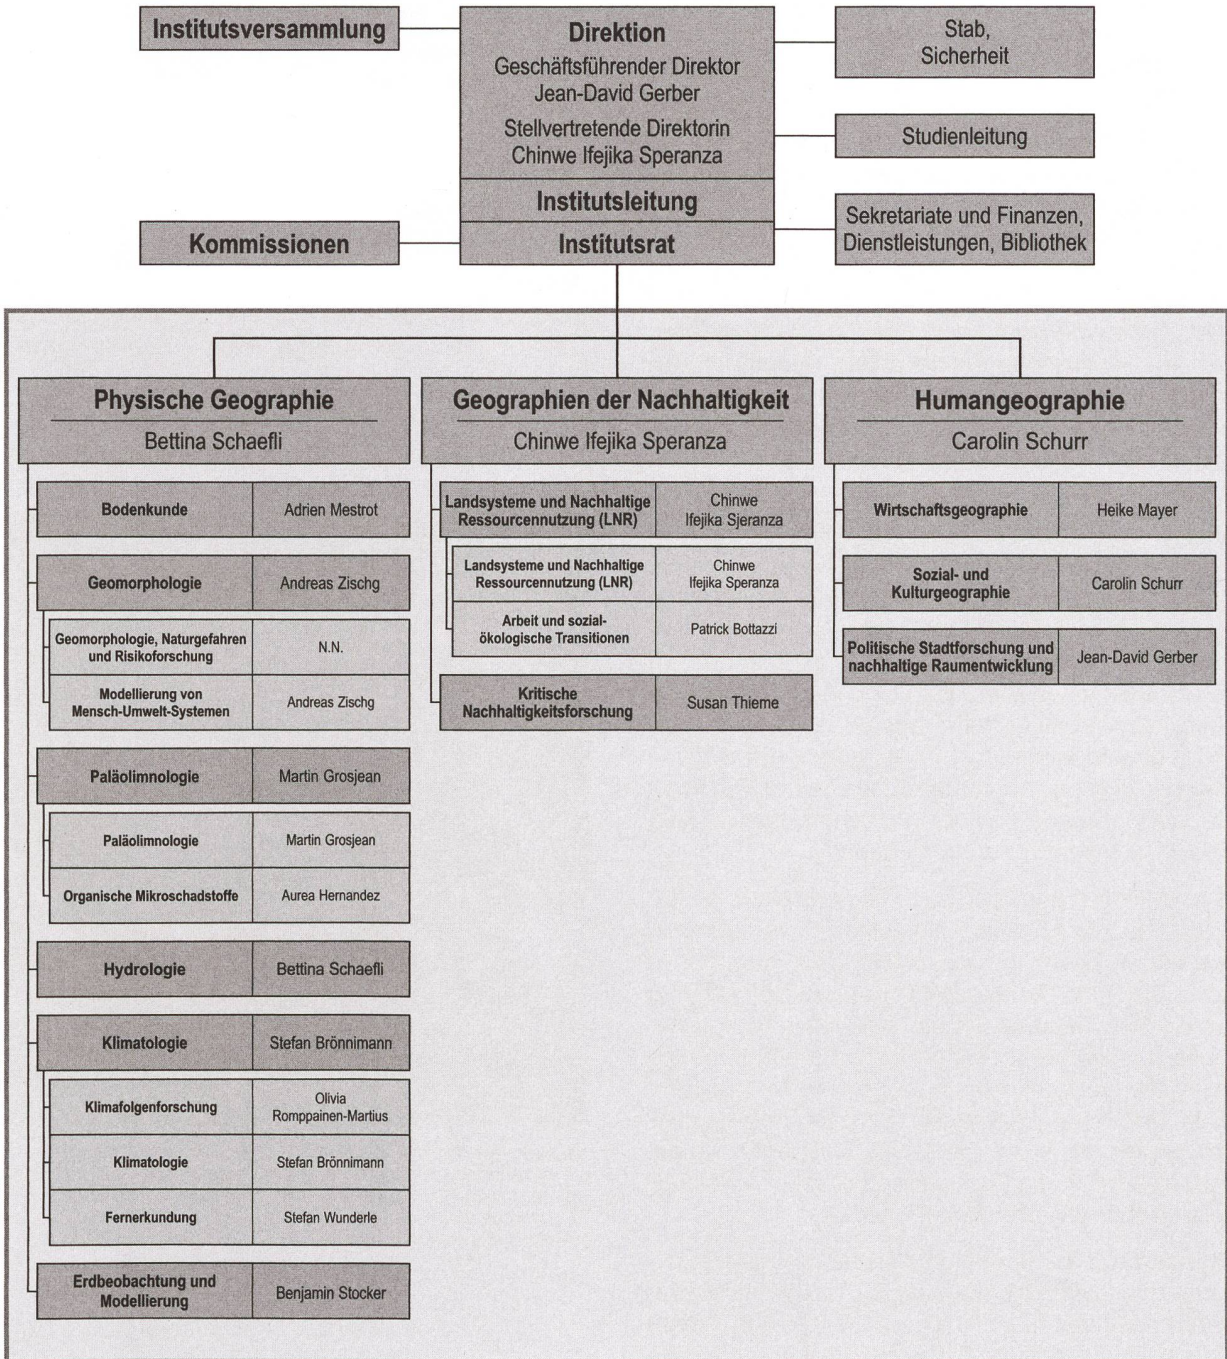 Institutsversammlung
Direktion
Geschäftsführender Direktor
Jean-David Gerber
Stellvertretende Direktorin
Chinwe Ifejika Speranza
Institutsleitung
Institutsrat
Kommissionen
Stab,
Sicherheit
Studienleitung
Sekretariate und Finanzen,
Dienstleistungen, Bibliothek
Physische Geographie
Bettina Schaefli
Bodenkunde
Adrien Mestrot
Geomorphologie
Andreas Zischg
Geomorphologie, Naturgefahren
und Risikoforschung
N.N.
Modellierung von
Mensch-Umwelt-Systemen
Andreas Zischg
Paläolimnologie
Martin Grosjean
Paläolimnologie
Martin Grosjean
Organische Mikroschadstoffe
Aurea Hernandez
Hydrologie
Bettina Schaefli
Klimatologie
Stefan Brönnimann
Klimafolgenforschung
Olivia
Romppainen-Martius
Klimatologie
Stefan Brönnimann
Fernerkundung
Stefan Wunderle
Erdbeobachtung und
Modellierung
Benjamin Stocker
Geographien der Nachhaltigkeit
Chinwe Ifejika Speranza
Landsysteme und Nachhaltige
Ressourcennutzung (LNR)
Chinwe
Ifejika Sjeranza
Landsysteme und Nachhaltige
Ressourcennutzung (LNR)
Chinwe
Ifejika Speranza
Arbeit und sozial-
ökologische Transitionen
Patrick Bottazzi
Kritische
Nachhaltigkeitsforschung
Susan Thieme
Humangeographie
Carolin Schurr
Wirtschaftsgeographie
Heike Mayer
Sozial- und
Kulturgeographie
Carolin Schurr
Politische Stadtforschung und
nachhaltige Raumentwicklung
Jean-David Gerber